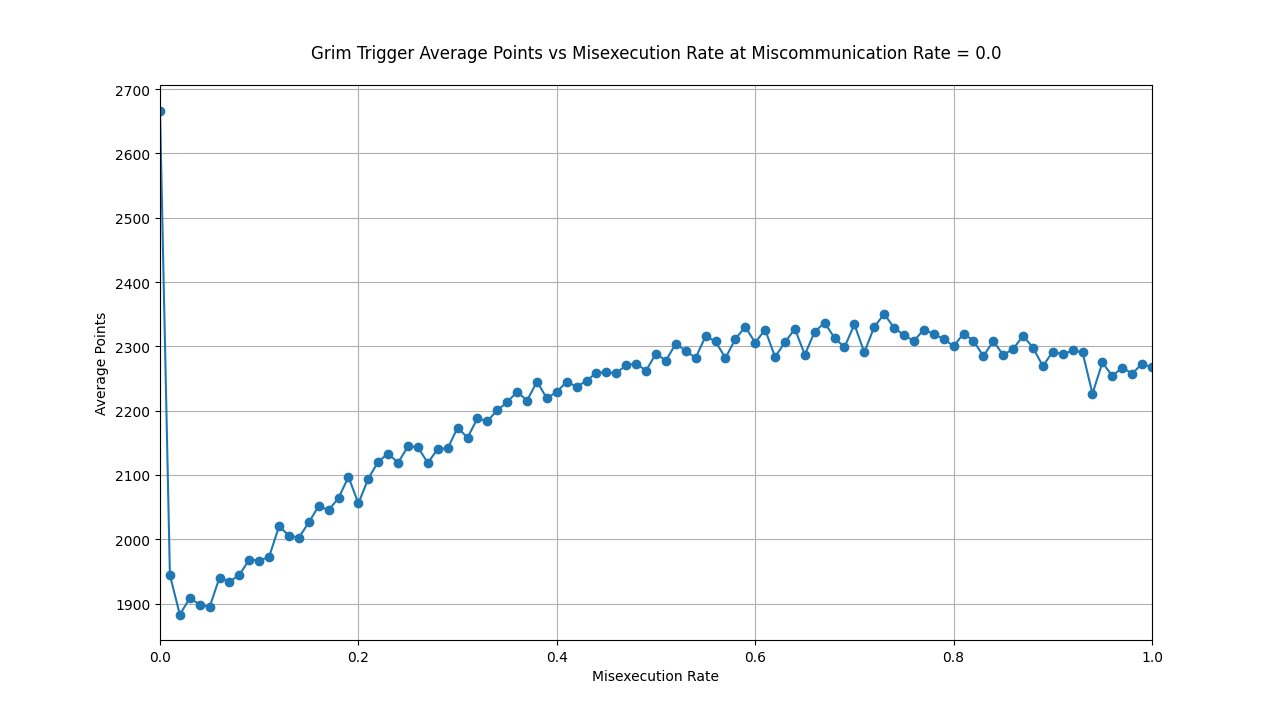 Grim Trigger Average Points vs Misexecution Rate at Miscommunication Rate = 0.0
2700
2600
2500
2400
2300
2200
2100
2000
1900
Average Points
0.0 0.2 0.4 0.6 0.8 1.0
Misexecution Rate